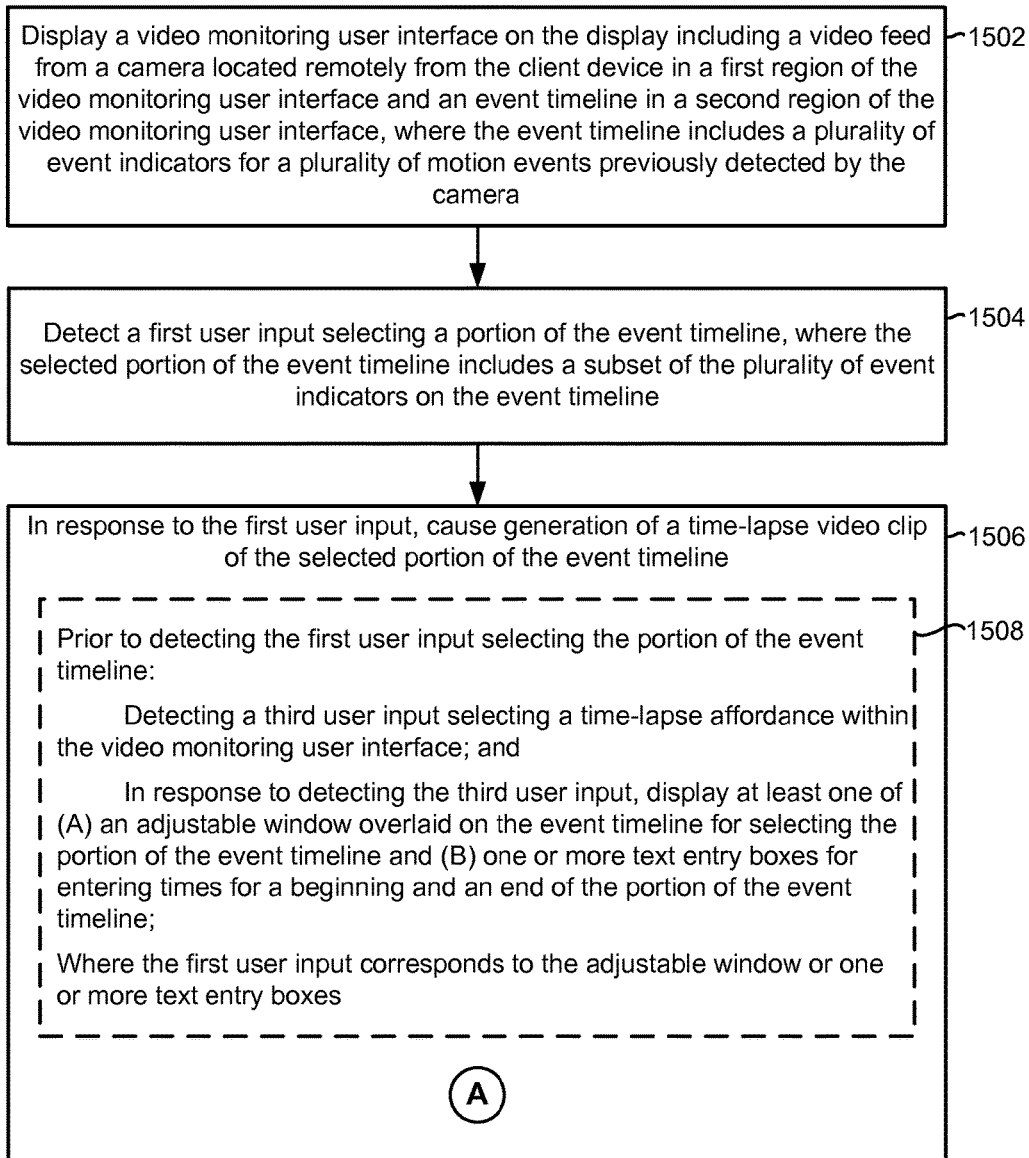 Display a video monitoring user interface on the display including a video feed
from a camera located remotely from the client device in a first region of the
video monitoring user interface and an event timeline in a second region of the
video monitoring user interface, where the event timeline includes a plurality of
event indicators for a plurality of motion events previously detected by the
camera
1502
Detect a first user input selecting a portion of the event timeline, where the
selected portion of the event timeline includes a subset of the plurality of event
indicators on the event timeline
1504
In response to the first user input, cause generation of a time-lapse video clip
of the selected portion of the event timeline
1506
Prior to detecting the first user input selecting the portion of the event
timeline:
Detecting a third user input selecting a time-lapse affordance within
the video monitoring user interface; and
In response to detecting the third user input, display at least one of
(A) an adjustable window overlaid on the event timeline for selecting the
portion of the event timeline and (B) one or more text entry boxes for
entering times for a beginning and an end of the portion of the event
timeline;
Where the first user input corresponds to the adjustable window or one
or more text entry boxes
1508
A